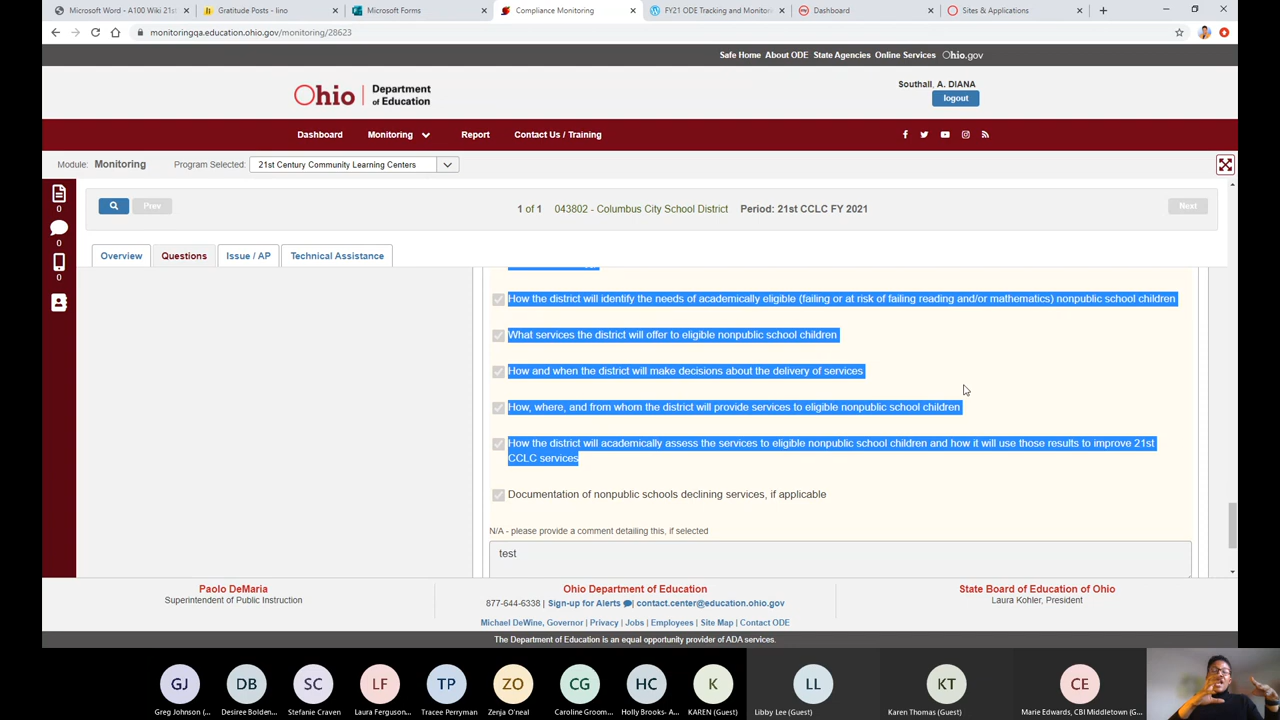 Microsoft Word - A100 Wiki 21st
Gratitude Posts - lino
Microsoft Forms
Compliance Monitoring
FY21 ODE Tracking and Monitor
Dashboard
Sites & Applications
monitoringqa.education.ohio.gov/monitoring/28623
Safe Home About ODE State Agencies Online Services Ohio.gov
Southall, A. DIANA
logout
Ohio Department of Education
Dashboard Monitoring Report Contact Us / Training
Module: Monitoring Program Selected: 21st Century Community Learning Centers
0
0
0
Prev 1 of 1 043802 - Columbus City School District Period: 21st CCLC FY 2021 Next
Overview Questions Issue / AP Technical Assistance
How the district will identify the needs of academically eligible (failing or at risk of failing reading and/or mathematics) nonpublic school children
What services the district will offer to eligible nonpublic school children
How and when the district will make decisions about the delivery of services
How, where, and from whom the district will provide services to eligible nonpublic school children
How the district will academically assess the services to eligible nonpublic school children and how it will use those results to improve 21st
CCLC services
Documentation of nonpublic schools declining services, if applicable
N/A - please provide a comment detailing this, if selected
test
Paolo DeMaria
Superintendent of Public Instruction
Ohio Department of Education
877-644-6338 | Sign-up for Alerts | contact.center@education.ohio.gov
State Board of Education of Ohio
Laura Kohler, President
Michael DeWine, Governor | Privacy | Jobs | Employees | Site Map | Contact ODE
The Department of Education is an equal opportunity provider of ADA services.
GJ DB SC LF TP ZO CG HC K LL KT CE
Greg Johnson (... Desiree Bolden... Stefanie Craven Laura Ferguson... Tracee Perryman Zenja O'neal Caroline Groom... Holly Brooks- A... KAREN (Guest) Libby Lee (Guest) Karen Thomas (Guest) Marie Edwards, CBI Middletown (G...